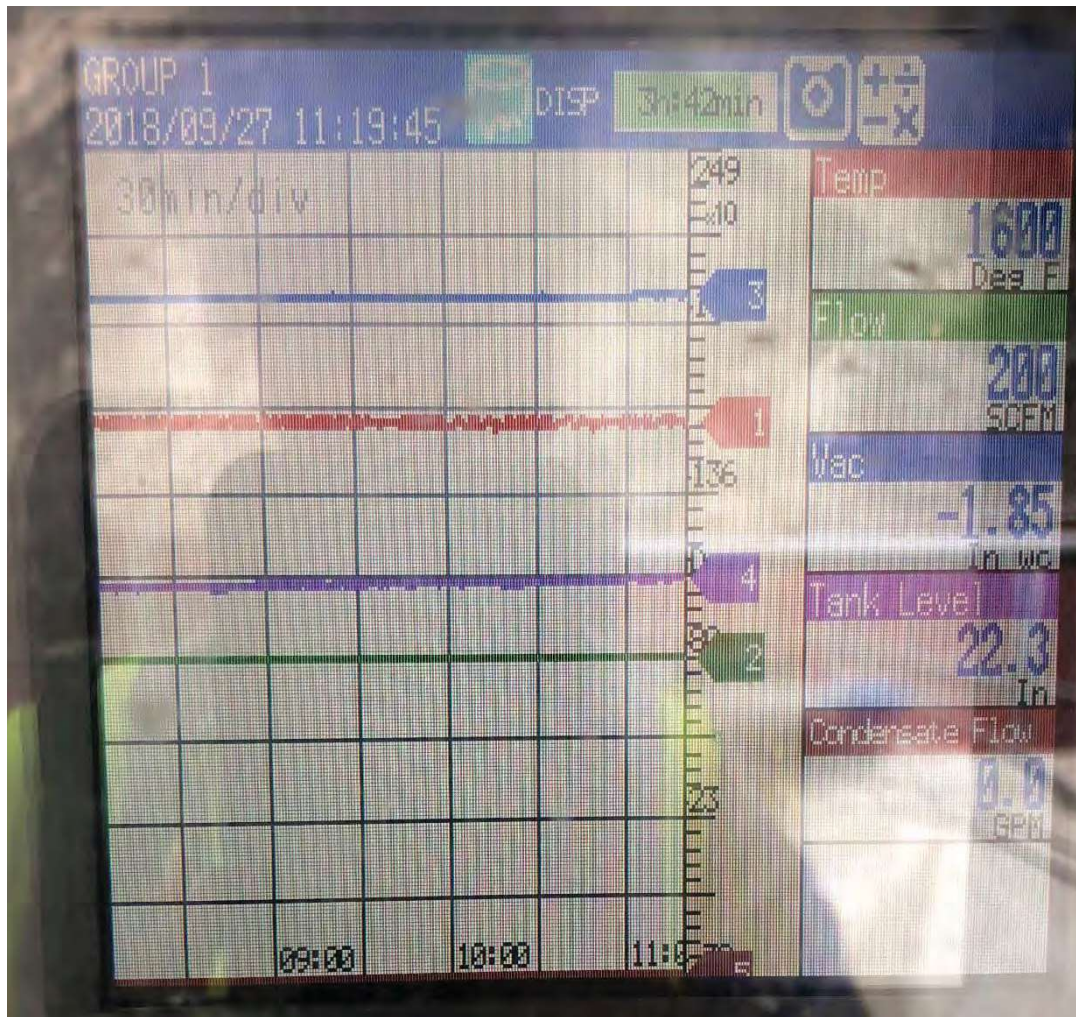 GROUP 1
2018/09/27 11:19:45
DISP
3h:42min
30min/div
249
x10
Temp
1600
Deg F
3
Flow
200
SCFM
1
136
Vac
-1.85
In wc
4
Tank Level
22.3
In
2
Condensate Flow
0.0
GPM
23
09:00
10:00
5